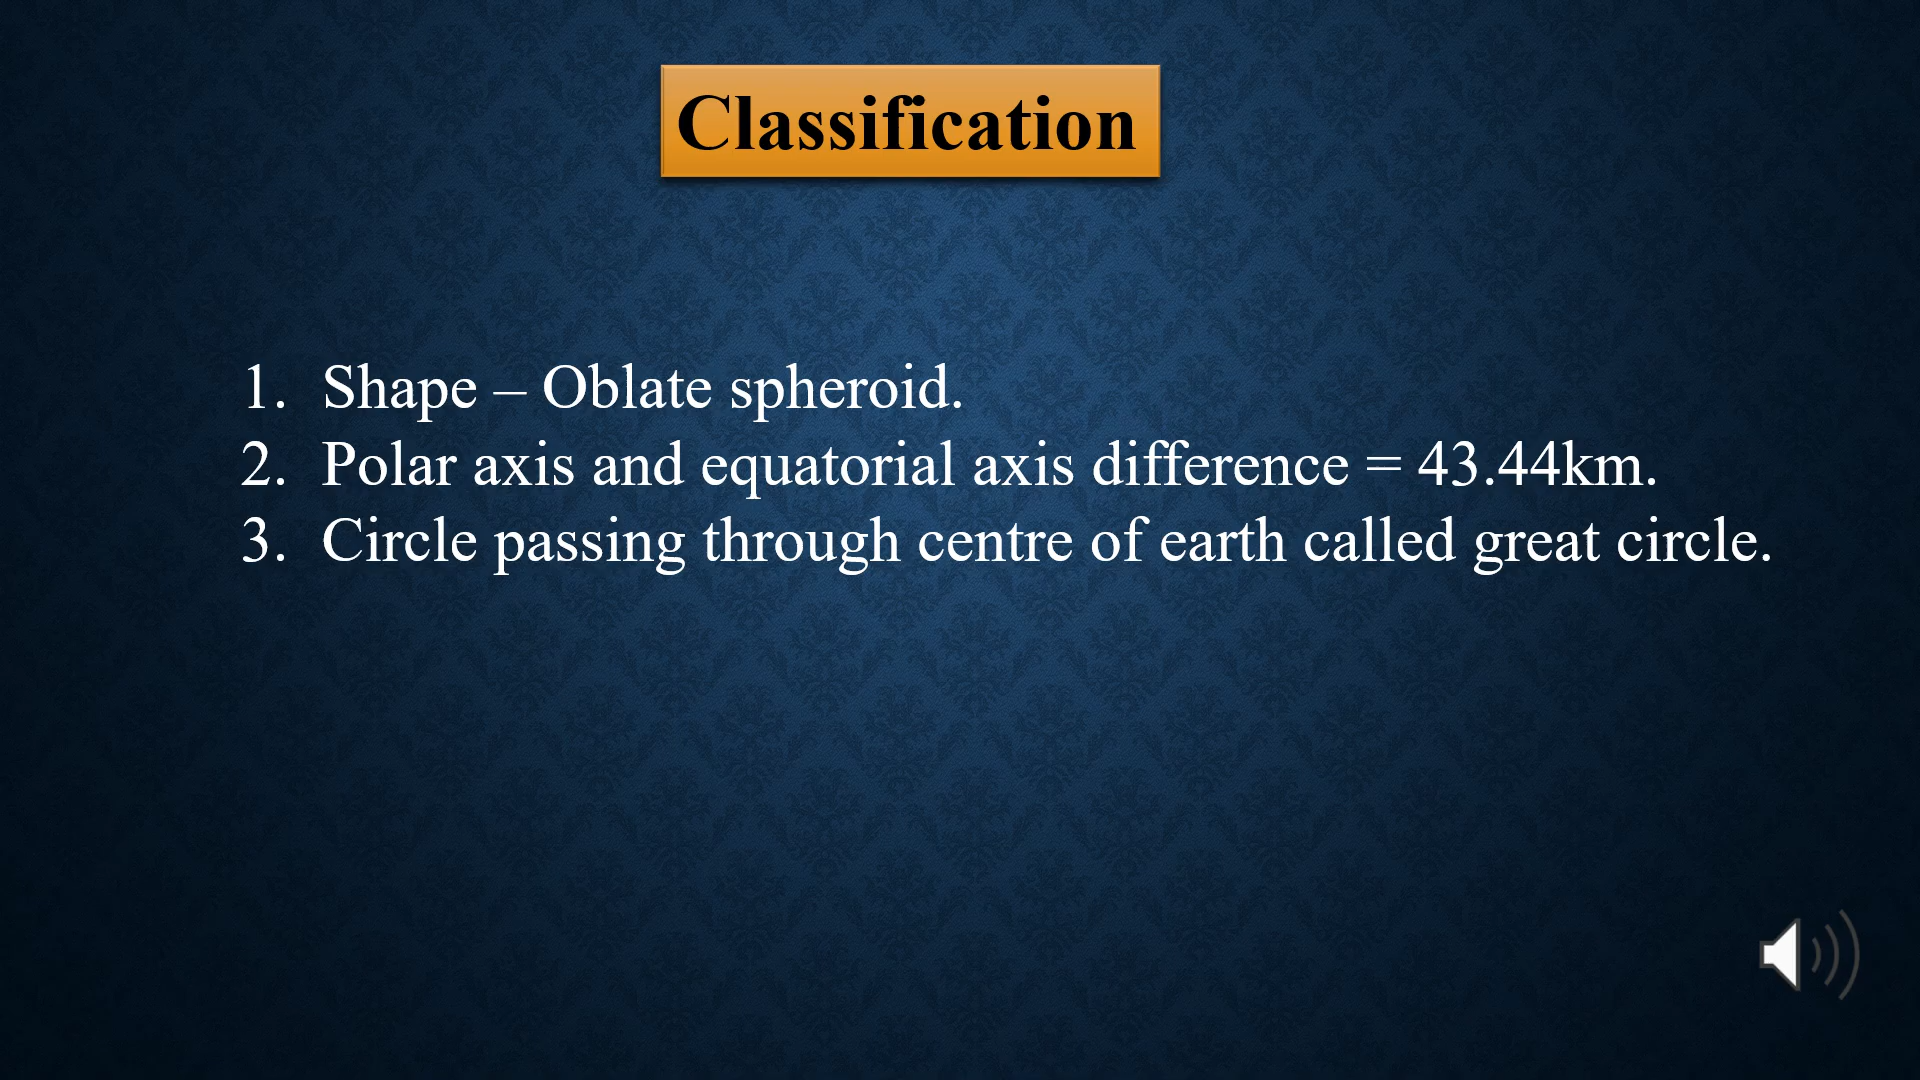 Classification
1. Shape – Oblate spheroid.
2. Polar axis and equatorial axis difference = 43.44km.
3. Circle passing through centre of earth called great circle.